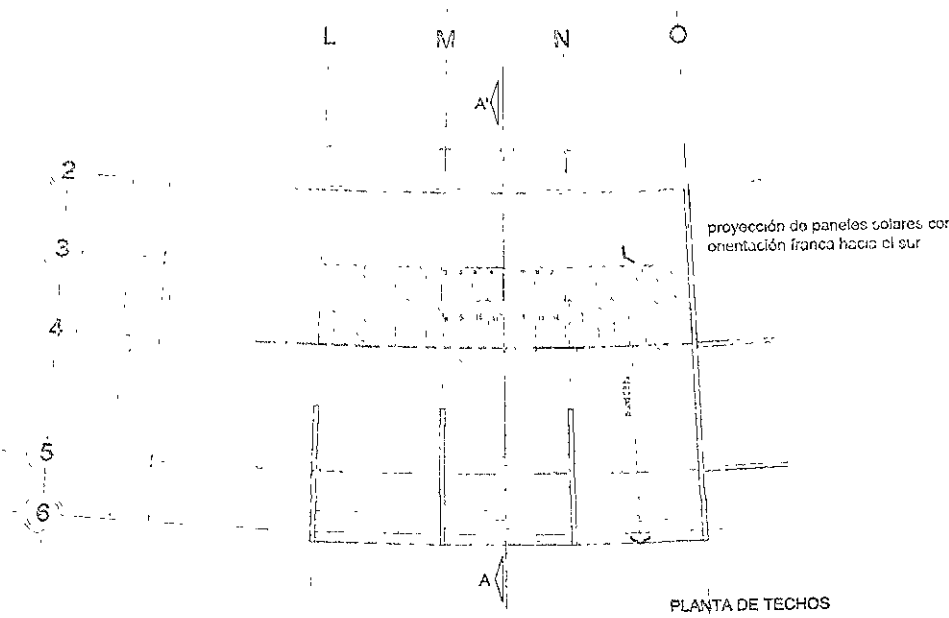 L M N O
A'
2
proyección de paneles solares con
orientación franca hacia el sur
3
4
5
6
A
PLANTA DE TECHOS